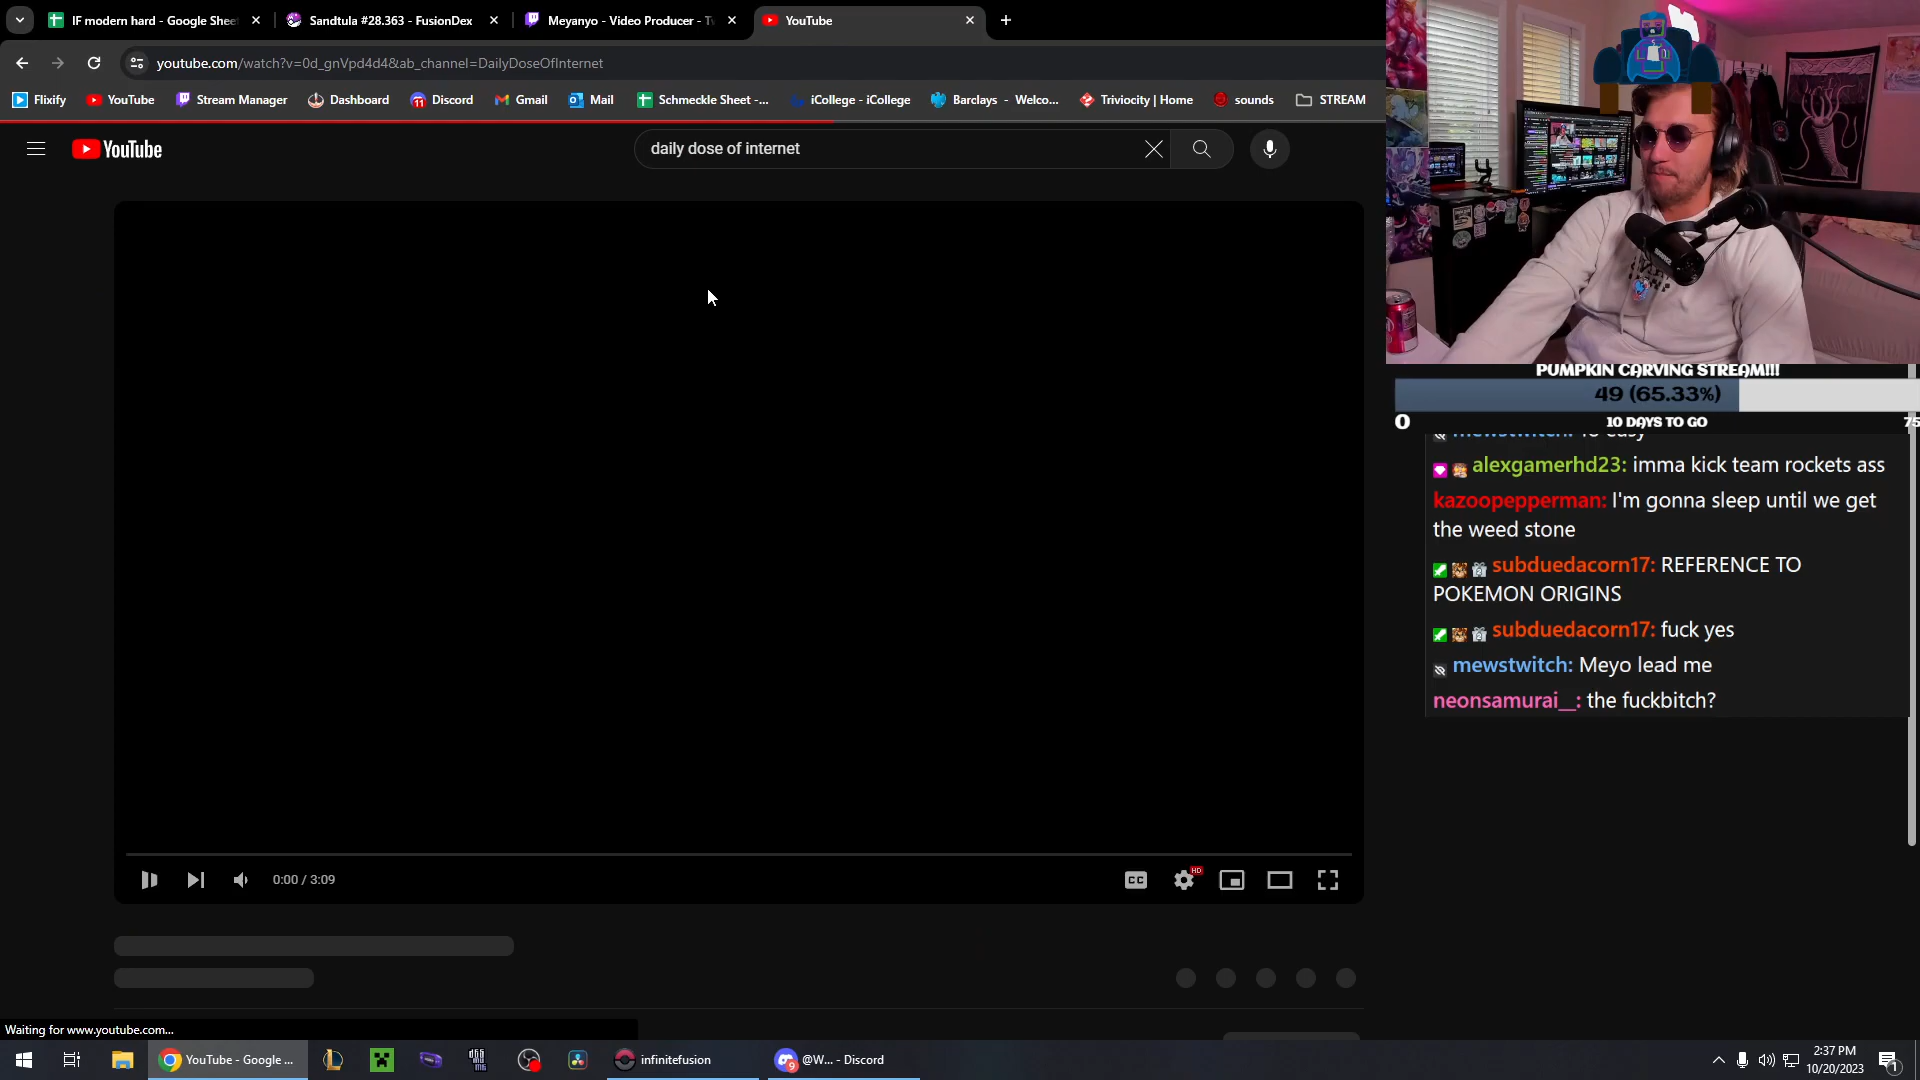 IF modern hard - Google Shee
Sandtula #28.363 - FusionDex
Meyanyo - Video Producer - Tw
YouTube
youtube.com/watch?v=0d_gnVpd4d4&ab_channel=DailyDoseOfInternet
Flixify
YouTube
Stream Manager
Dashboard
Discord
Gmail
Mail
Schmeckle Sheet -...
iCollege - iCollege
Barclays - Welco...
Triviocity | Home
sounds
STREAM
YouTube
daily dose of internet
PUMPKIN CARVING STREAM!!!
49 (65.33%)
0
10 DAYS TO GO
75
alexgamerhd23: imma kick team rockets ass
kazoopepperman: I'm gonna sleep until we get
the weed stone
subduedacorn17: REFERENCE TO
POKEMON ORIGINS
subduedacorn17: fuck yes
mewstwitch: Meyo lead me
neonsamurai__: the fuckbitch?
0:00 / 3:09
CC
HD
Waiting for www.youtube.com...
YouTube - Google ...
infinitefusion
@W... - Discord
2:37 PM
10/20/2023